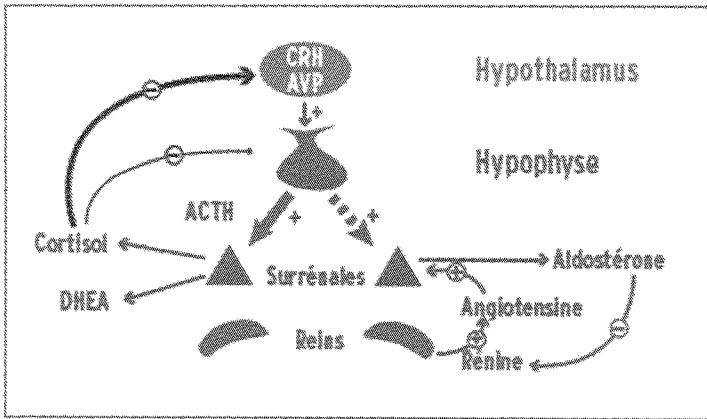 CRH
AVP
Hypothalamus
+
−
−
Hypophyse
ACTH
+
+
Cortisol
Surrénales
Aldostérone
+
DHEA
Angiotensine
−
Reins
+
Rénine